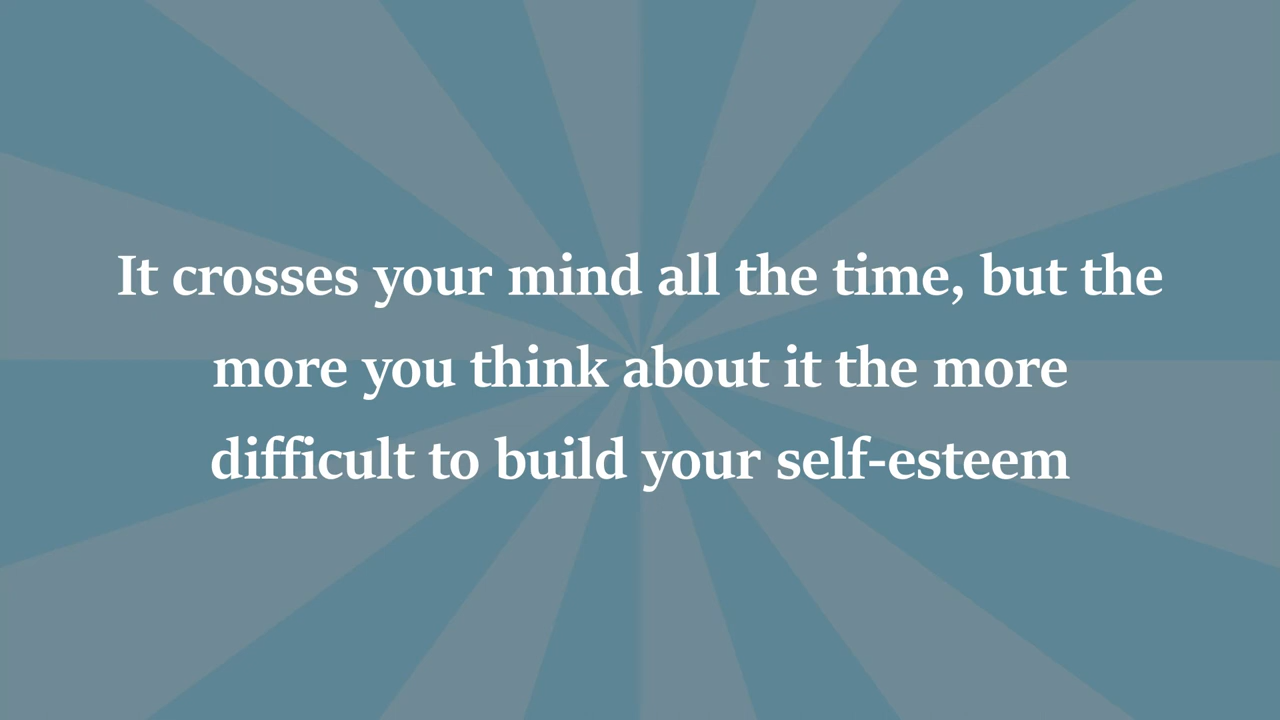 It crosses your mind all the time, but the
more you think about it the more
difficult to build your self-esteem